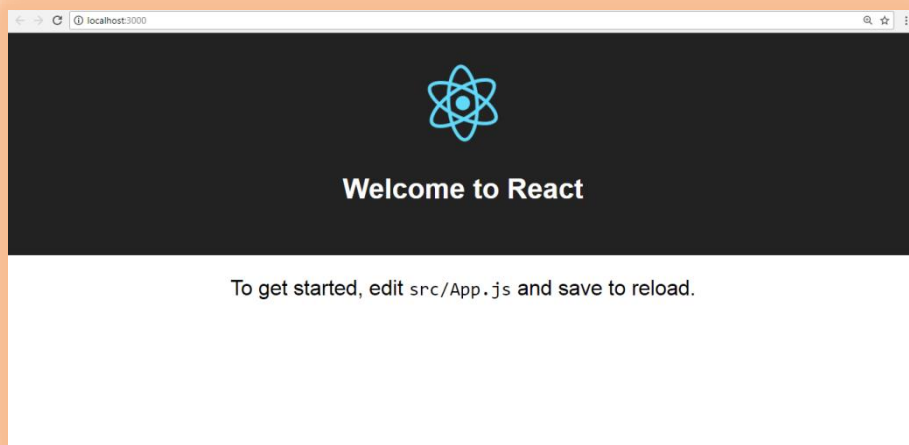 localhost:3000
Welcome to React
To get started, edit src/App.js and save to reload.